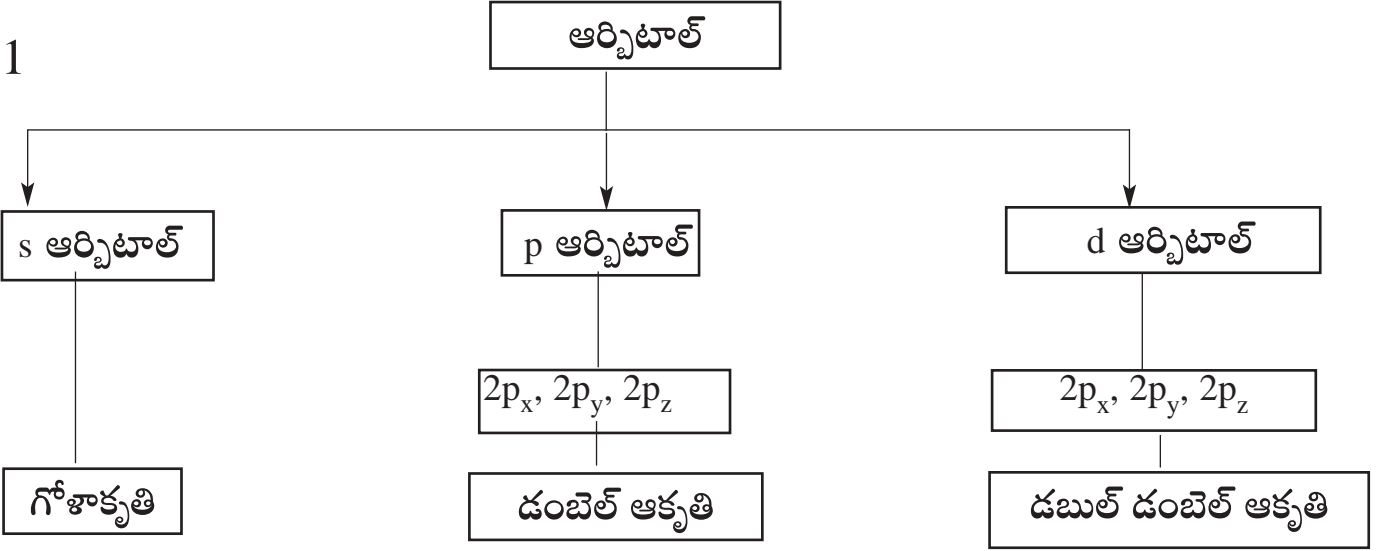 1
ఆర్బిటాల్
s ఆర్బిటాల్
p ఆర్బిటాల్
d ఆర్బిటాల్
2px, 2py, 2pz
2px, 2py, 2pz
గోళాకృతి
డంబెల్ ఆకృతి
డబుల్ డంబెల్ ఆకృతి